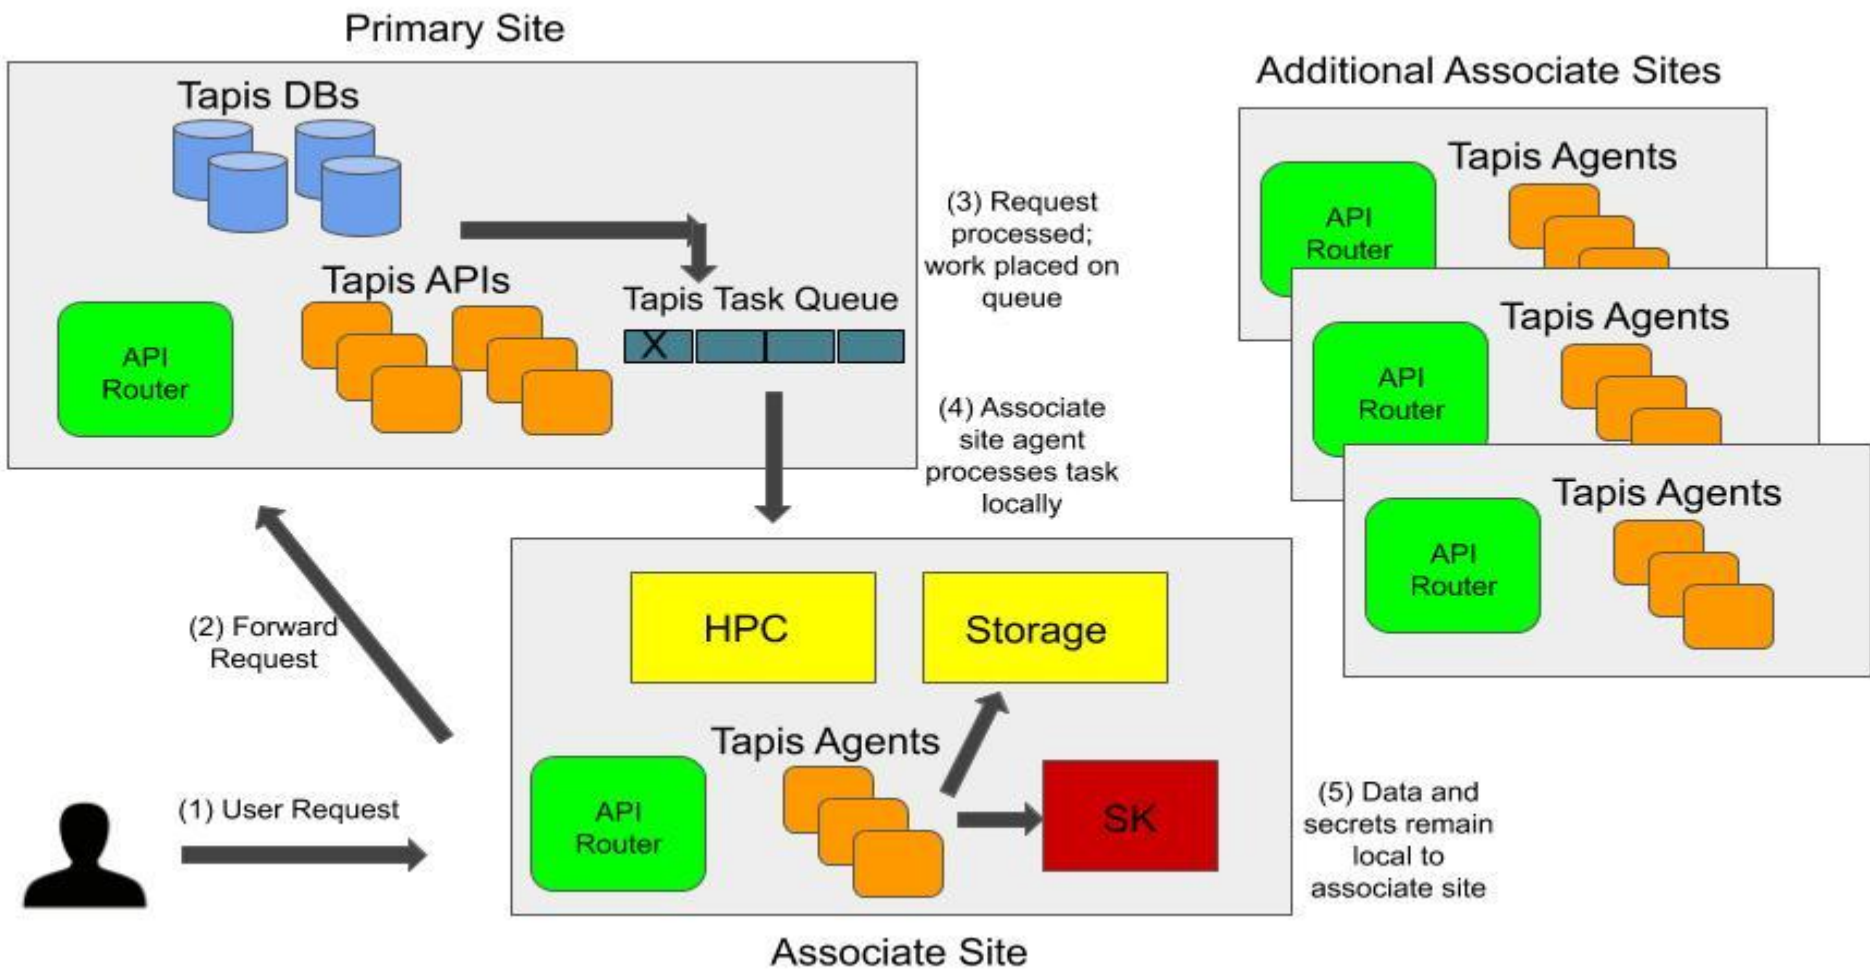 Primary Site
Tapis DBs
Tapis APIs
API
Router
Tapis Task Queue
X
(3) Request
processed;
work placed on
queue
(4) Associate
site agent
processes task
locally
Additional Associate Sites
Tapis Agents
API
Router
Tapis Agents
API
Router
Tapis Agents
API
Router
(2) Forward
Request
(1) User Request
HPC
Storage
Tapis Agents
API
Router
SK
(5) Data and
secrets remain
local to
associate site
Associate Site